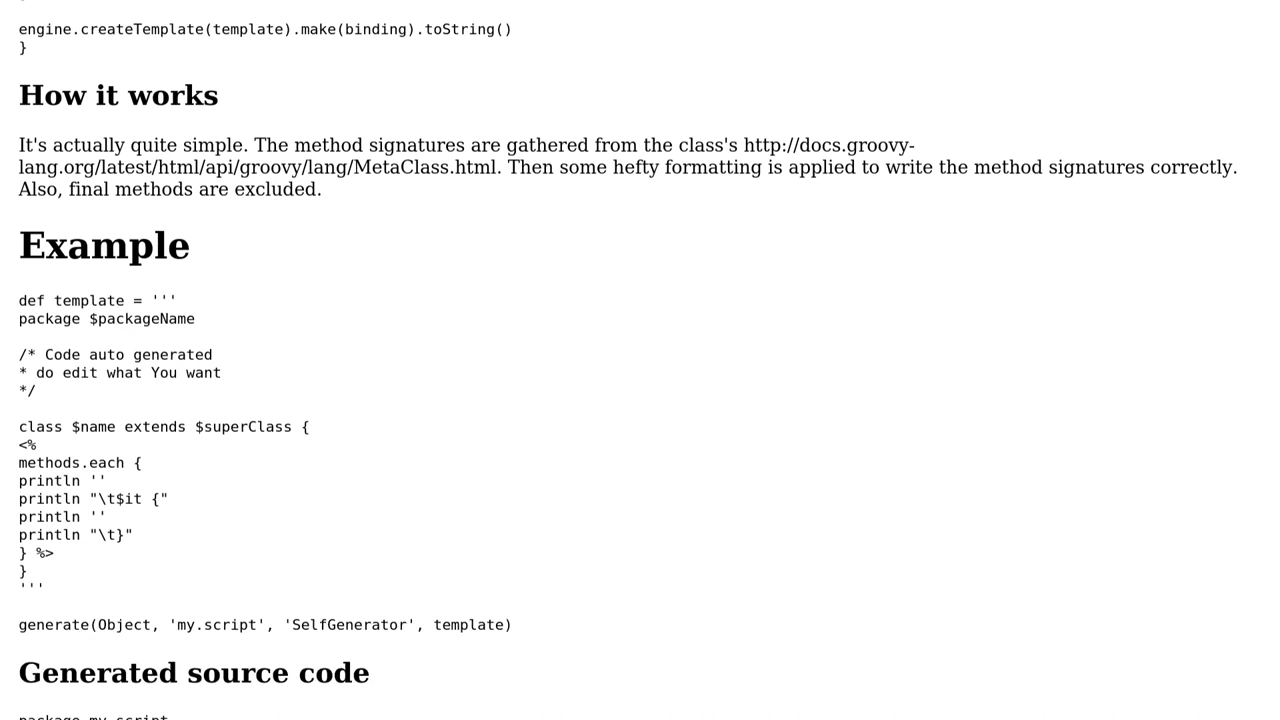 engine.createTemplate(template).make(binding).toString()
}
How it works
It's actually quite simple. The method signatures are gathered from the class's http://docs.groovy-
lang.org/latest/html/api/groovy/lang/MetaClass.html. Then some hefty formatting is applied to write the method signatures correctly.
Also, final methods are excluded.
Example
def template = '''
package $packageName
/* Code auto generated
* do edit what You want
*/
class $name extends $superClass {
<%
methods.each {
println ''
println "\t$it {"
println ''
println "\t}"
} %>
}
'''
generate(Object, 'my.script', 'SelfGenerator', template)
Generated source code
package my.script